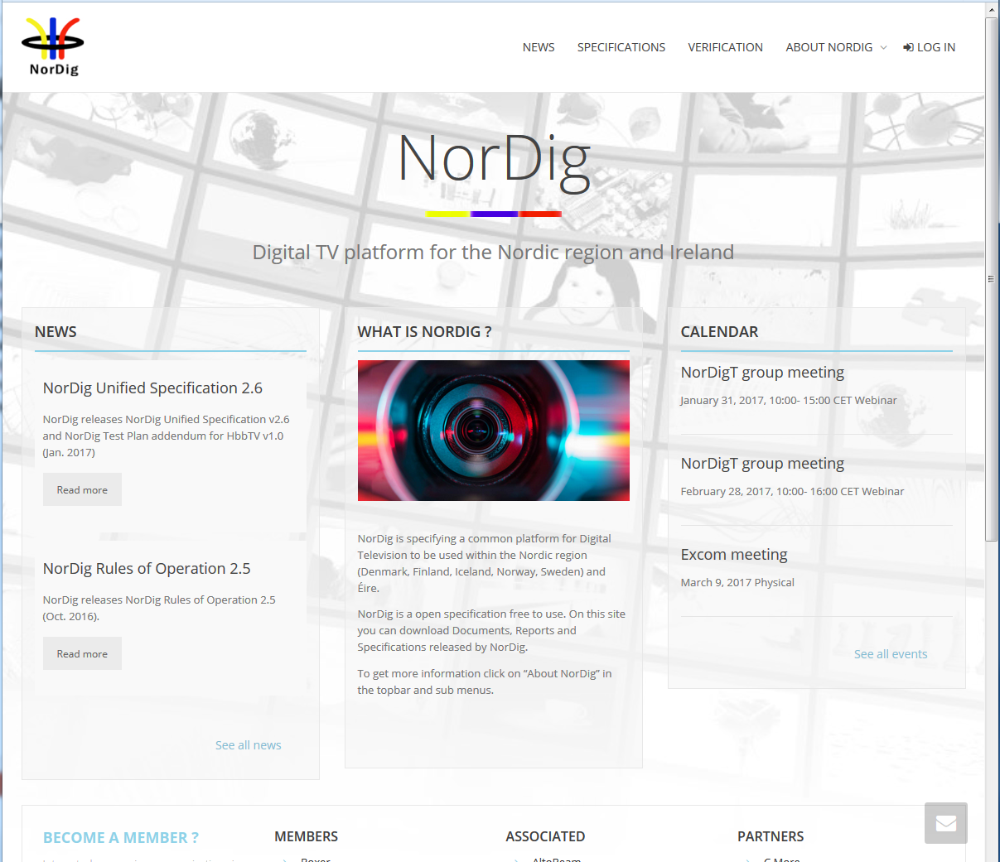 NorDig
NEWS
SPECIFICATIONS
VERIFICATION
ABOUT NORDIG
LOG IN
NorDig
Digital TV platform for the Nordic region and Ireland
NEWS
NorDig Unified Specification 2.6
NorDig releases NorDig Unified Specification v2.6
and NorDig Test Plan addendum for HbbTV v1.0
(Jan. 2017)
Read more
NorDig Rules of Operation 2.5
NorDig releases NorDig Rules of Operation 2.5
(Oct. 2016).
Read more
See all news
WHAT IS NORDIG ?
NorDig is specifying a common platform for Digital
Television to be used within the Nordic region
(Denmark, Finland, Iceland, Norway, Sweden) and
Éire.
NorDig is a open specification free to use. On this site
you can download Documents, Reports and
Specifications released by NorDig.
To get more information click on “About NorDig” in
the topbar and sub menus.
CALENDAR
NorDigT group meeting
January 31, 2017, 10:00- 15:00 CET Webinar
NorDigT group meeting
February 28, 2017, 10:00- 16:00 CET Webinar
Excom meeting
March 9, 2017 Physical
See all events
BECOME A MEMBER ?
MEMBERS
Boxer
ASSOCIATED
AltoBeam
PARTNERS
C More